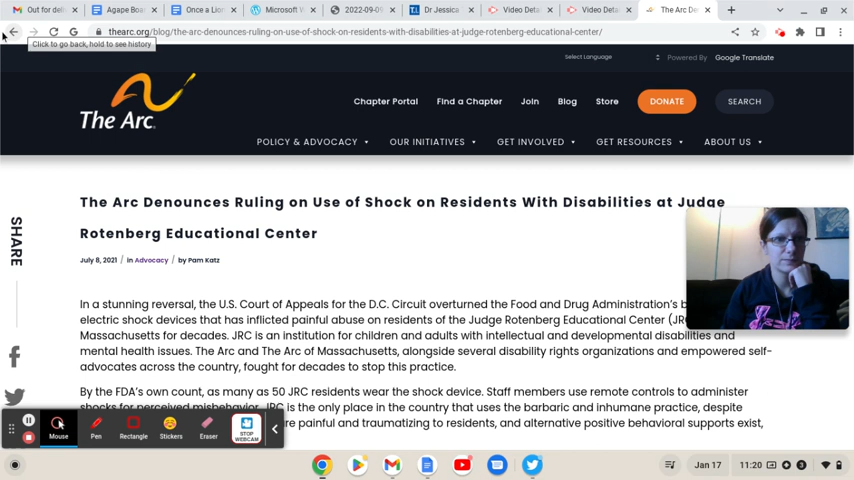 Out for deli
Agape Boa
Once a Lion
Microsoft V
2022-09-09
Dr Jessica
Video Deta
Video Deta
The Arc De
thearc.org/blog/the-arc-denounces-ruling-on-use-of-shock-on-residents-with-disabilities-at-judge-rotenberg-educational-center/
Click to go back, hold to see history
Select Language
Powered By Google Translate
The Arc.
Chapter Portal
Find a Chapter
Join
Blog
Store
DONATE
SEARCH
POLICY & ADVOCACY
OUR INITIATIVES
GET INVOLVED
GET RESOURCES
ABOUT US
SHARE
The Arc Denounces Ruling on Use of Shock on Residents With Disabilities at Judge
Rotenberg Educational Center
July 8, 2021 / in Advocacy / by Pam Katz
In a stunning reversal, the U.S. Court of Appeals for the D.C. Circuit overturned the Food and Drug Administration's b
electric shock devices that has inflicted painful abuse on residents of the Judge Rotenberg Educational Center (JR
Massachusetts for decades. JRC is an institution for children and adults with intellectual and developmental disabilities and
mental health issues. The Arc and The Arc of Massachusetts, alongside several disability rights organizations and empowered self-
advocates across the country, fought for decades to stop this practice.
By the FDA's own count, as many as 50 JRC residents wear the shock device. Staff members use remote controls to administer
shocks for perceived misbehavior. JRC is the only place in the country that uses the barbaric and inhumane practice, despite
re painful and traumatizing to residents, and alternative positive behavioral supports exist,
Mouse
Pen
Rectangle
Stickers
Eraser
STOP
WEBCAM
Jan 17
11:20